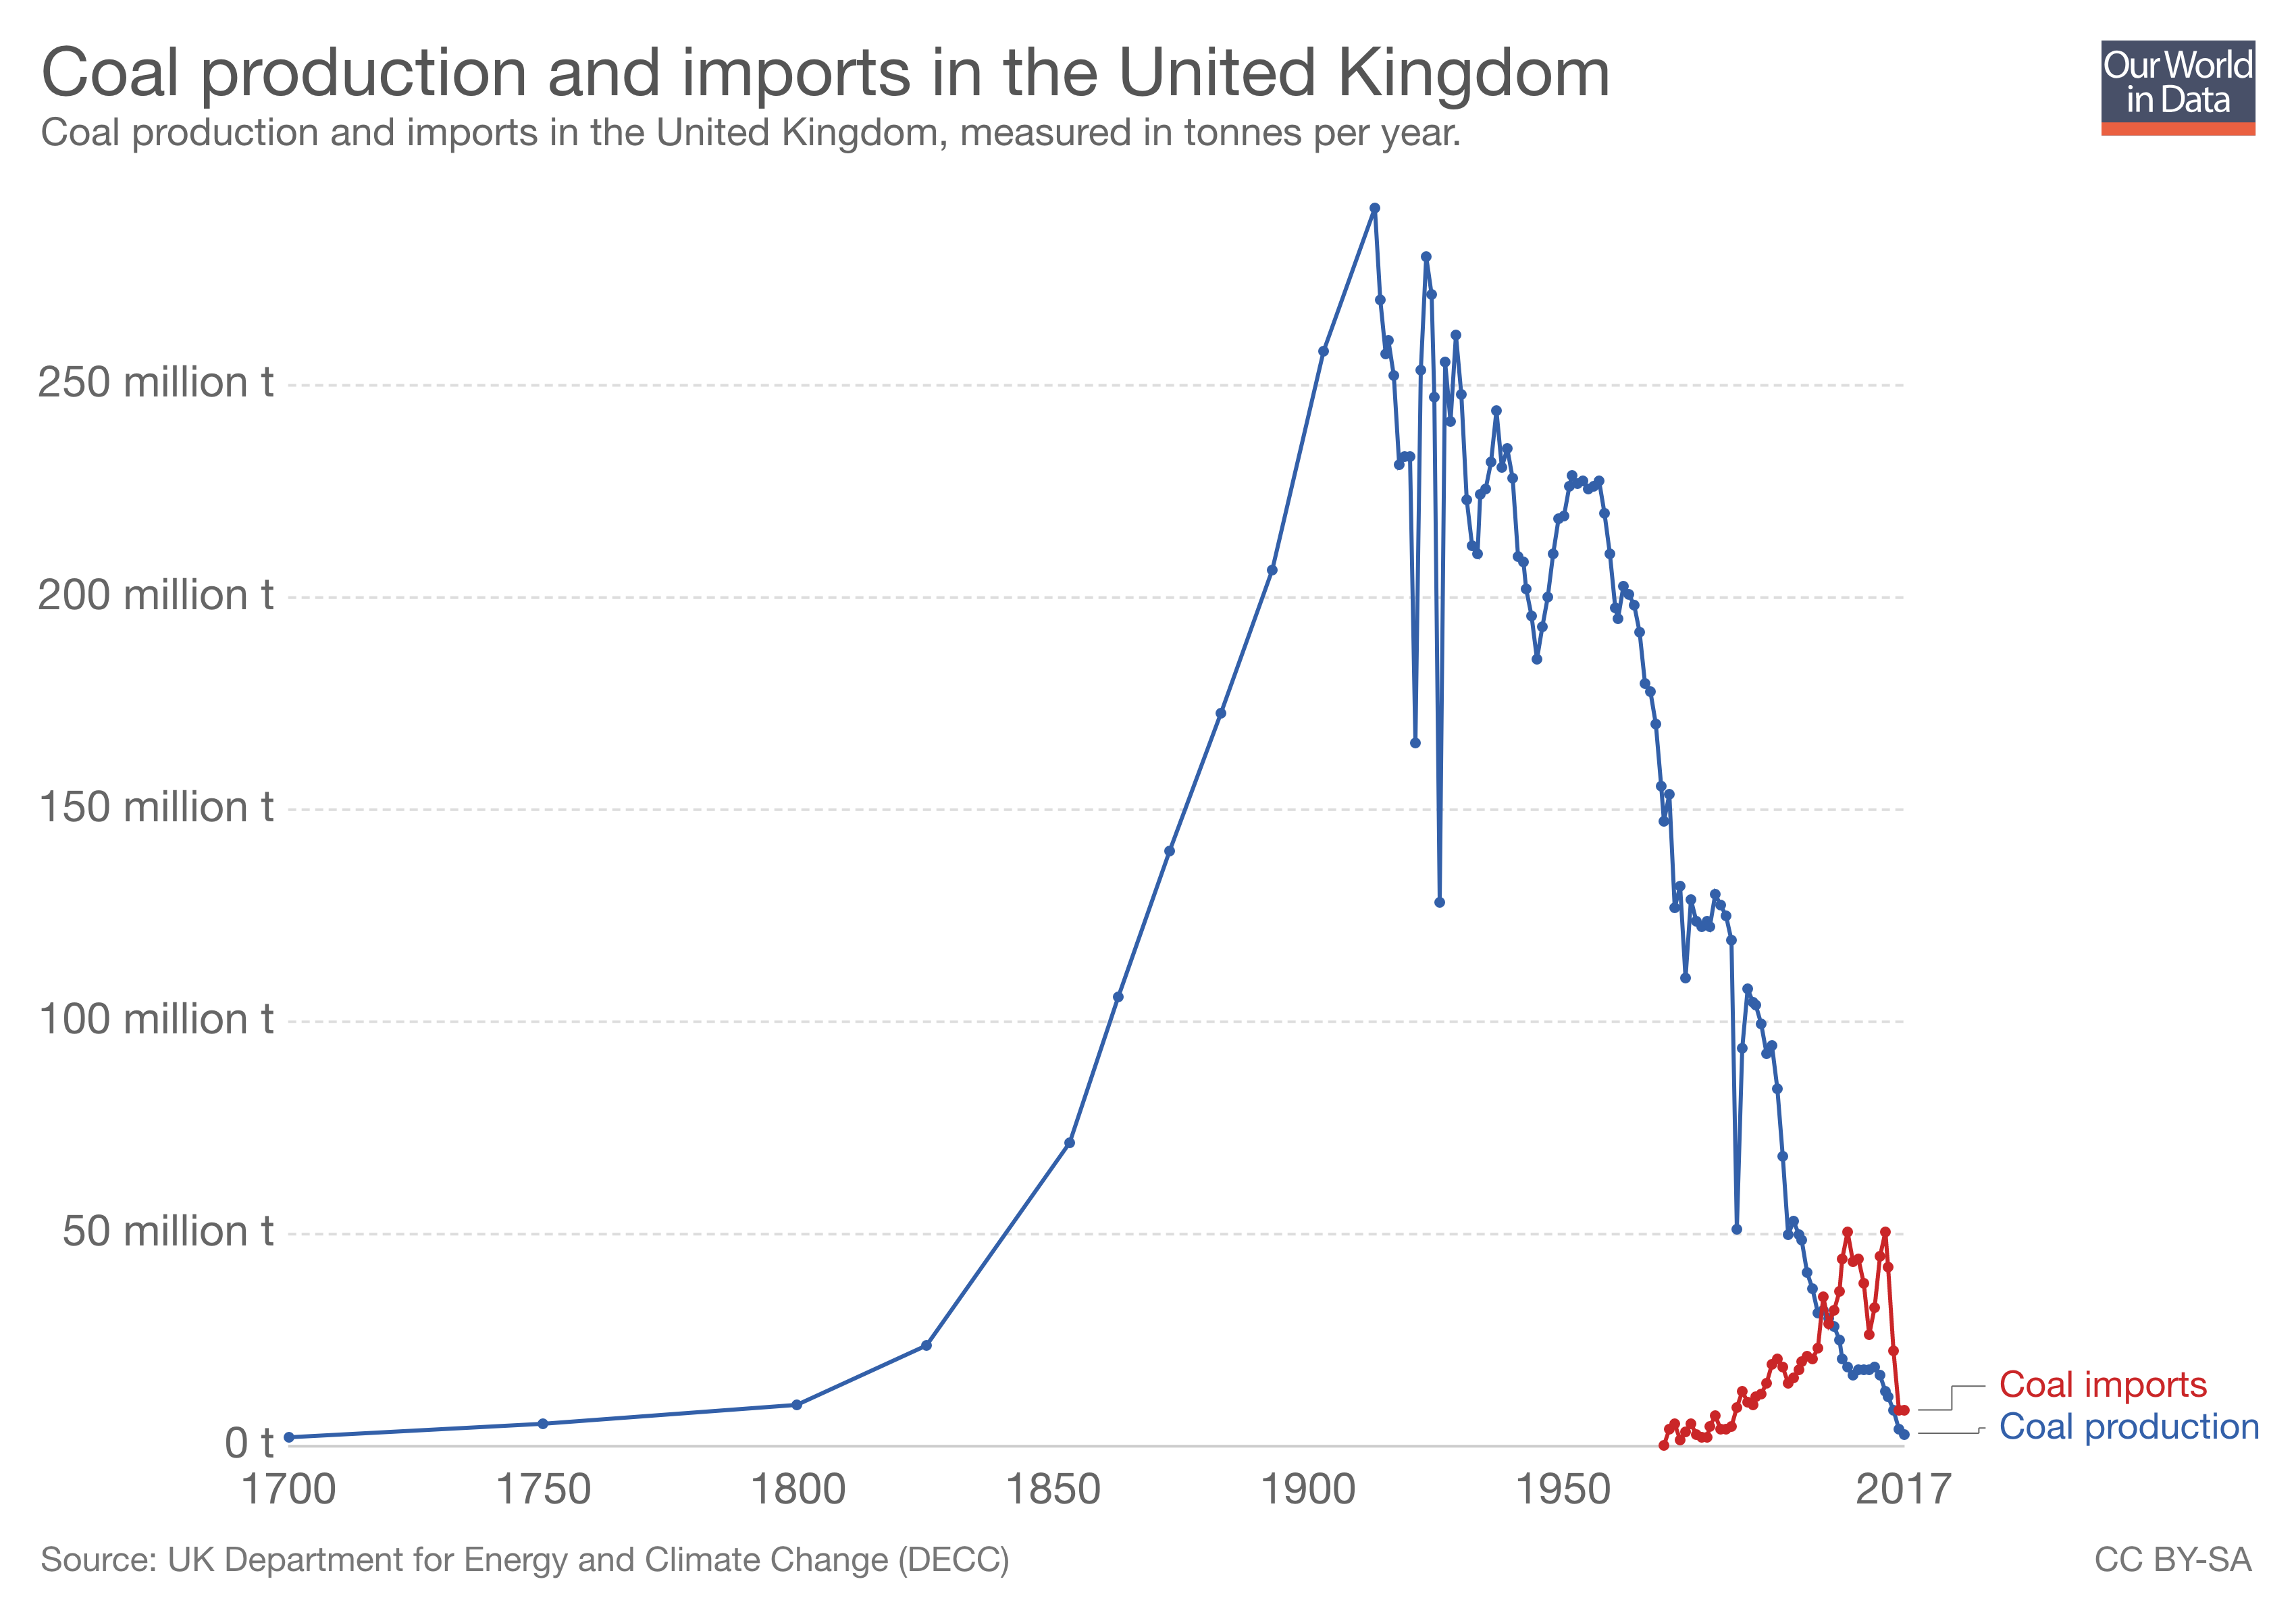 Coal production and imports in the United Kingdom
Coal production and imports in the United Kingdom, measured in tonnes per year.
Our World
in Data
250 million t
200 million t
150 million t
100 million t
50 million t
0 t
Coal imports
Coal production
1700 1750 1800 1850 1900 1950 2017
Source: UK Department for Energy and Climate Change (DECC)
CC BY-SA